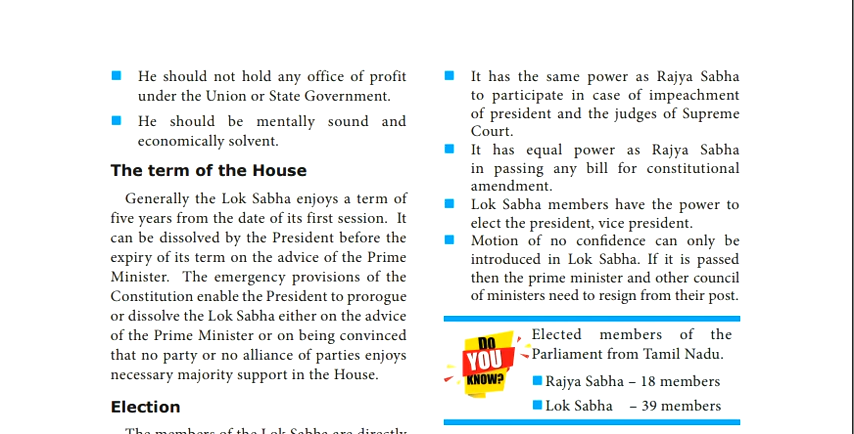 He should not hold any office of profit
under the Union or State Government.
He should be mentally sound and
economically solvent.
The term of the House
Generally the Lok Sabha enjoys a term of
five years from the date of its first session. It
can be dissolved by the President before the
expiry of its term on the advice of the Prime
Minister. The emergency provisions of the
Constitution enable the President to prorogue
or dissolve the Lok Sabha either on the advice
of the Prime Minister or on being convinced
that no party or no alliance of parties enjoys
necessary majority support in the House.
Election
The members of the Lok Sabha are directly
It has the same power as Rajya Sabha
to participate in case of impeachment
of president and the judges of Supreme
Court.
It has equal power as Rajya Sabha
in passing any bill for constitutional
amendment.
Lok Sabha members have the power to
elect the president, vice president.
Motion of no confidence can only be
introduced in Lok Sabha. If it is passed
then the prime minister and other council
of ministers need to resign from their post.
DO
YOU
KNOW?
Elected members of the
Parliament from Tamil Nadu.
Rajya Sabha – 18 members
Lok Sabha – 39 members